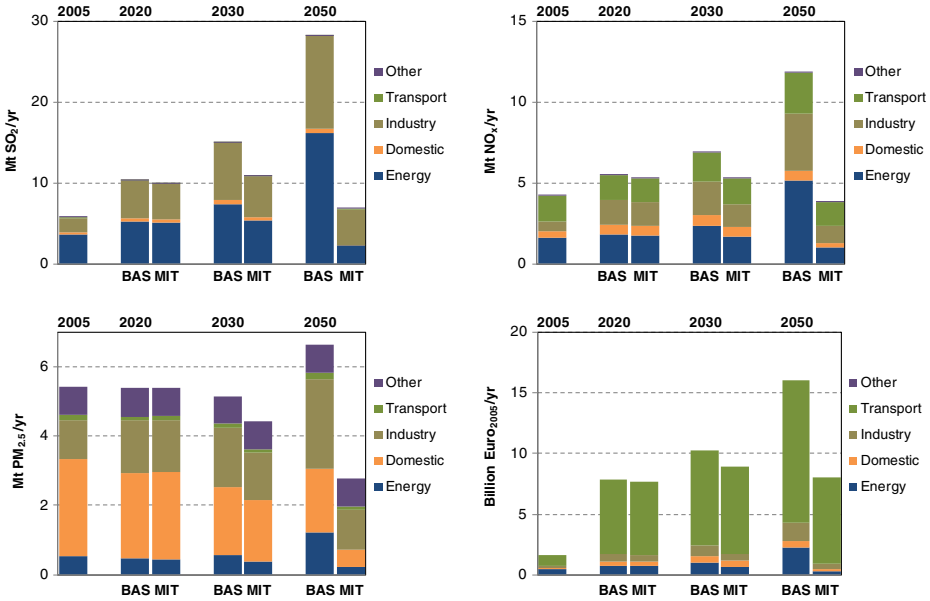 2005 2020 2030 2050
30
20
10
0
Mt SO2/yr
BAS MIT BAS MIT BAS MIT
Other
Transport
Industry
Domestic
Energy
2005 2020 2030 2050
15
10
5
0
Mt NOx/yr
BAS MIT BAS MIT BAS MIT
Other
Transport
Industry
Domestic
Energy
2005 2020 2030 2050
6
4
2
0
Mt PM2.5/yr
BAS MIT BAS MIT BAS MIT
Other
Transport
Industry
Domestic
Energy
2005 2020 2030 2050
20
15
10
5
0
Billion Euro2005/yr
BAS MIT BAS MIT BAS MIT
Other
Transport
Industry
Domestic
Energy